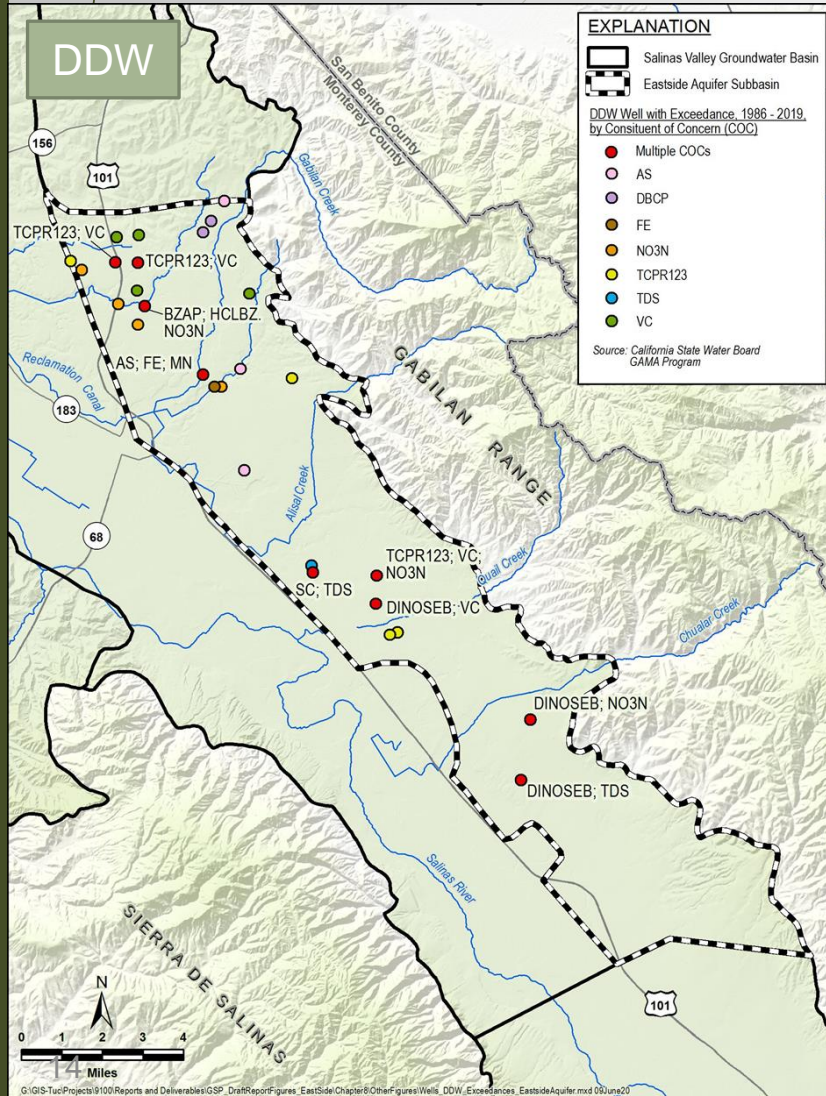 DDW
EXPLANATION
Salinas Valley Groundwater Basin
Eastside Aquifer Subbasin
DDW Well with Exceedance, 1986 - 2019,
by Consituent of Concern (COC)
Multiple COCs
AS
DBCP
FE
NO3N
TCPR123
TDS
VC
Source: California State Water Board
GAMA Program
San Benito County
Monterey County
156
101
Gabilan Creek
TCPR123; VC
TCPR123; VC
BZAP; HCLBZ.
NO3N
AS; FE; MN
Reclamation Canal
183
GABILAN RANGE
Alisal Creek
68
TCPR123; VC;
NO3N
Quail Creek
SC; TDS
DINOSEB; VC
Chualar Creek
DINOSEB; NO3N
DINOSEB; TDS
Salinas River
SIERRA DE SALINAS
N
101
0 1 2 3 4
14 Miles
G:\GIS-Tuc\Projects\9100\Reports and Deliverables\GSP_DraftReportFigures_EastSide\Chapter8\OtherFigures\Wells_DDW_Exceedances_EastsideAquifer.mxd 09June20